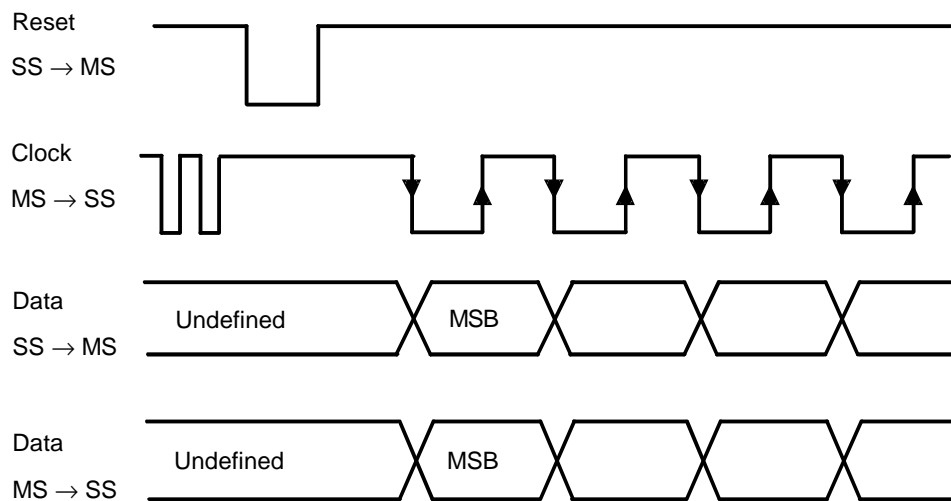 Reset
SS → MS
Clock
MS → SS
Data
SS → MS
Undefined
MSB
Data
MS → SS
Undefined
MSB